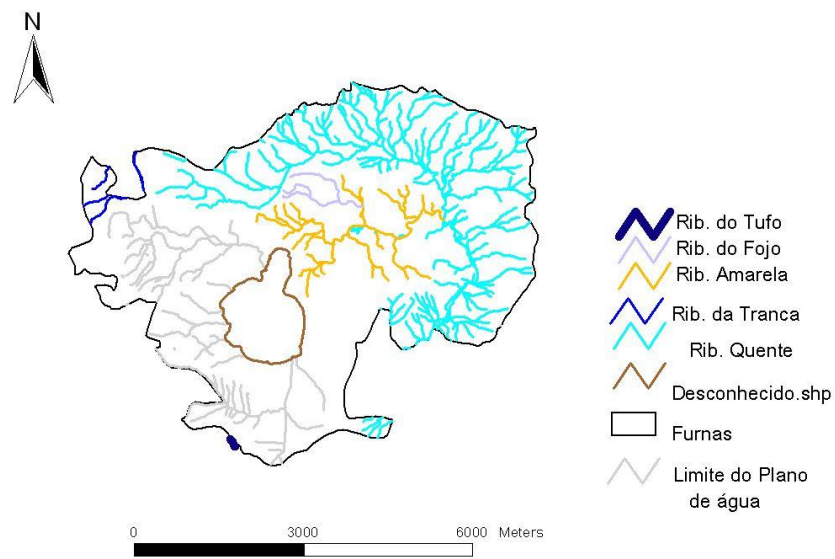 N
Rib. do Tufo
Rib. do Fojo
Rib. Amarela
Rib. da Tranca
Rib. Quente
Desconhecido.shp
Furnas
Limite do Plano
de água
0 3000 6000 Meters